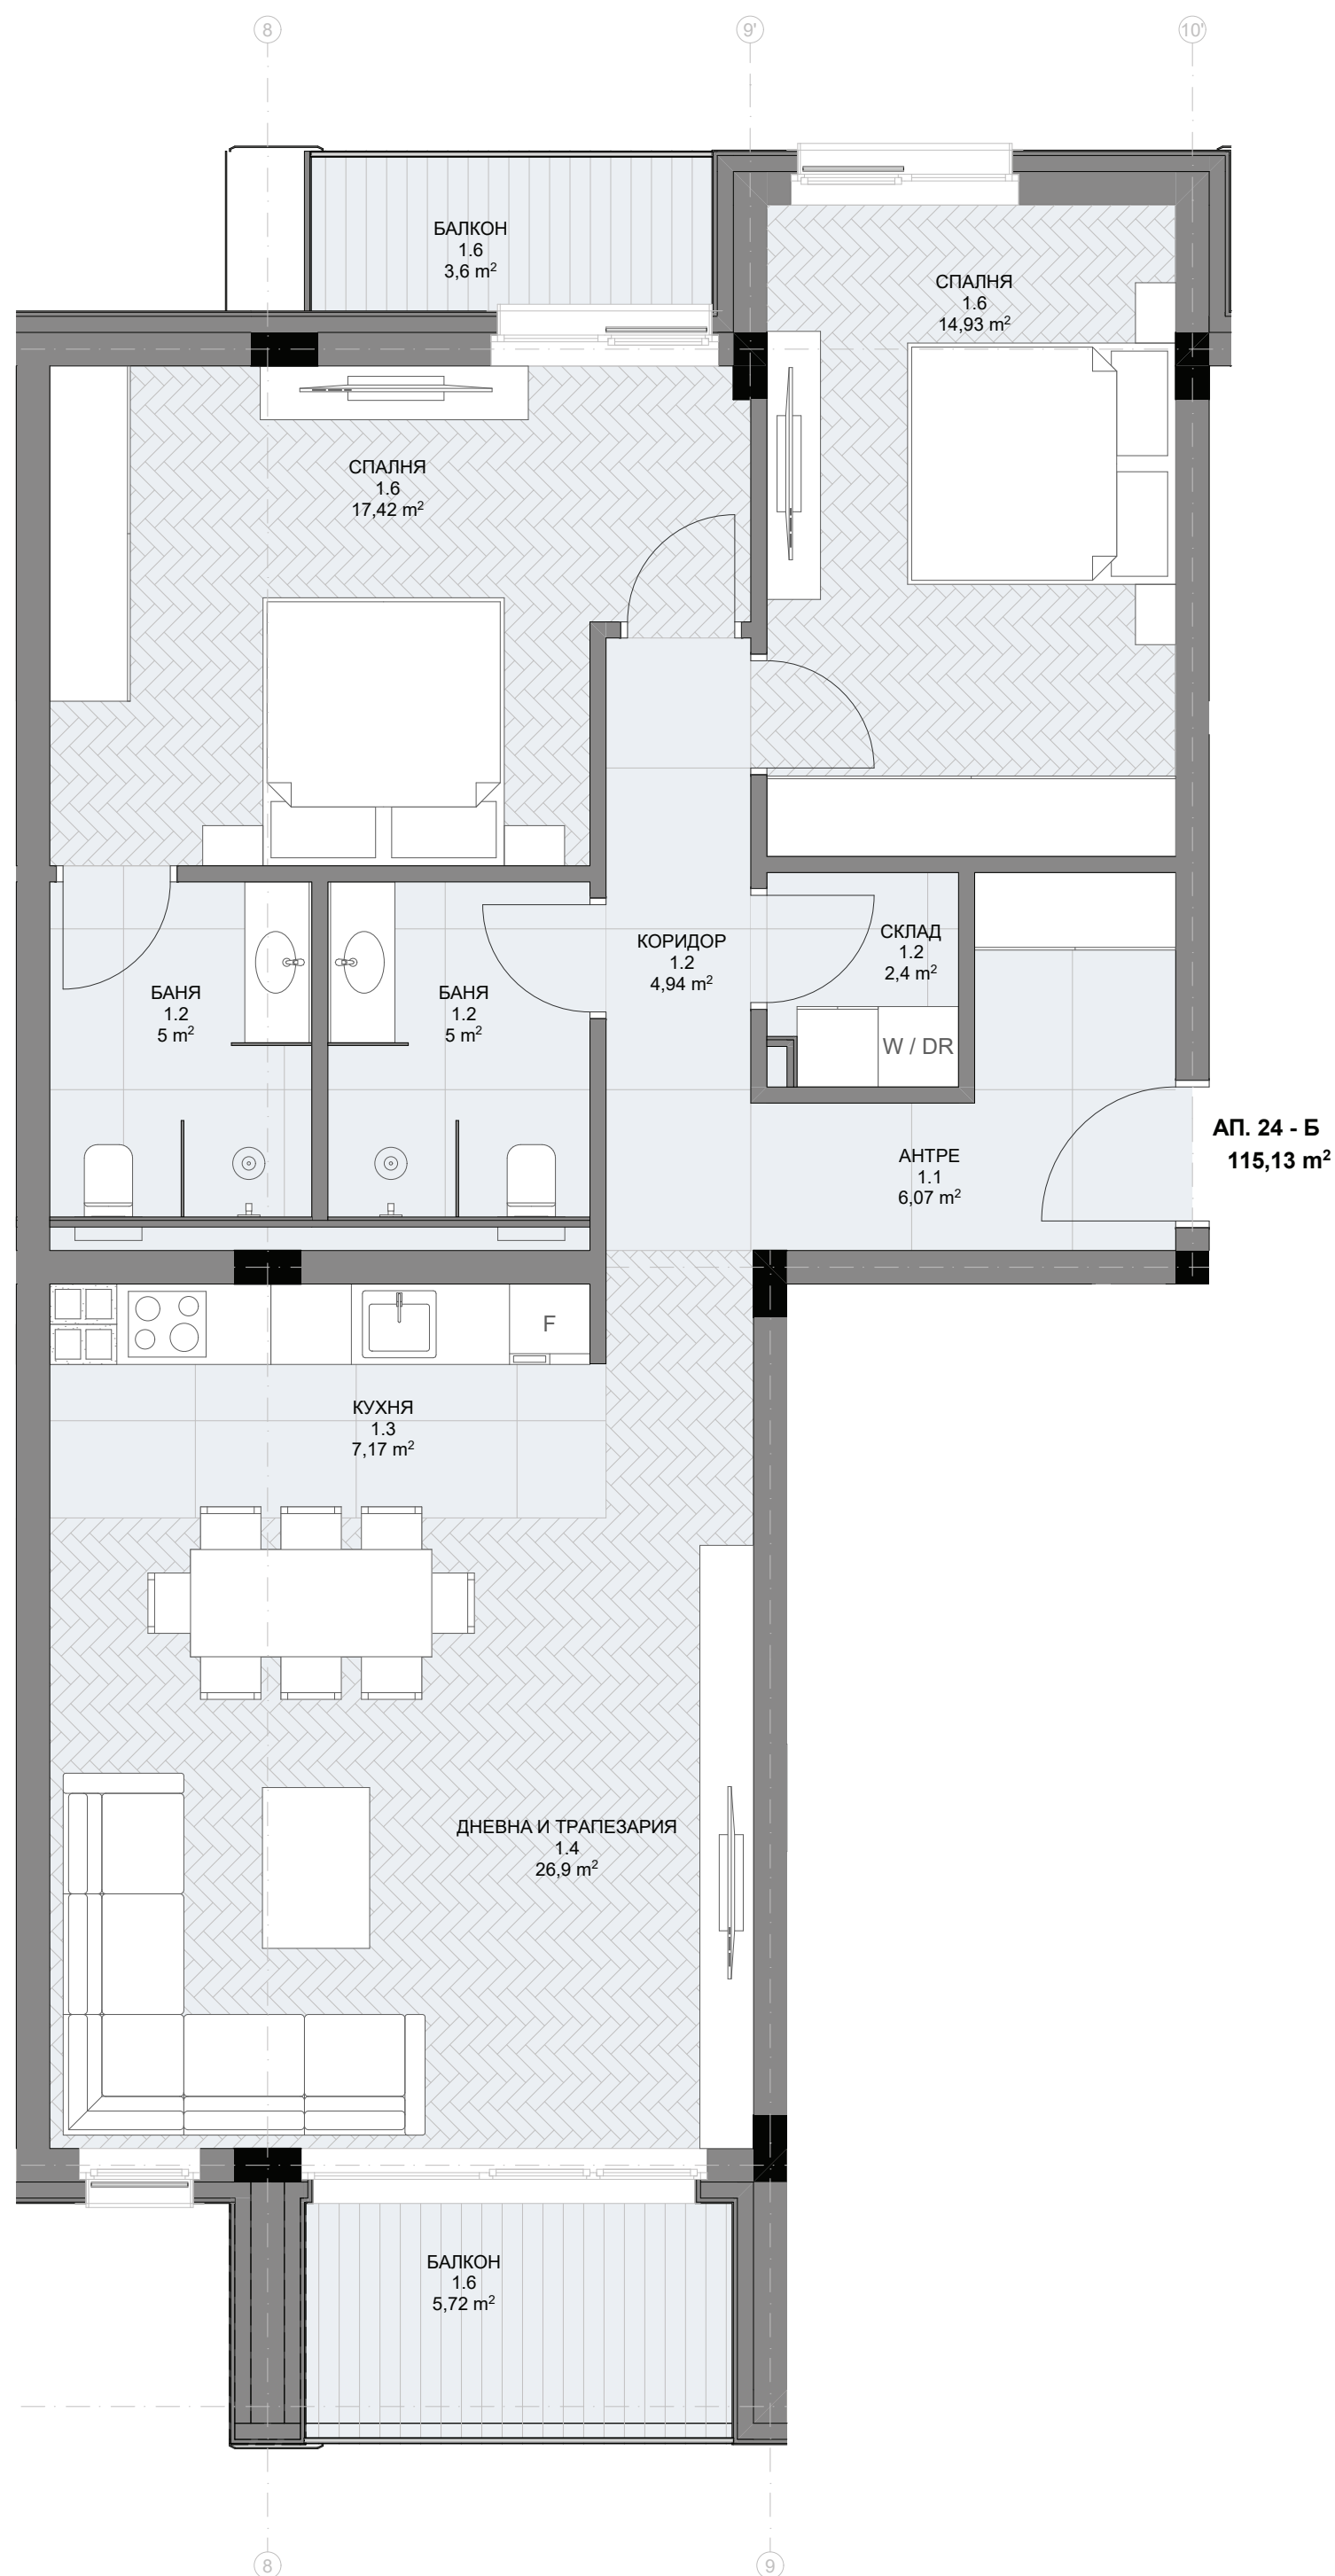 8
9'
10'
БАЛКОН
1.6
3,6 m²
СПАЛНЯ
1.6
14,93 m²
СПАЛНЯ
1.6
17,42 m²
КОРИДОР
1.2
4,94 m²
СКЛАД
1.2
2,4 m²
БАНЯ
1.2
5 m²
БАНЯ
1.2
5 m²
W / DR
АП. 24 - Б
115,13 m²
АНТРЕ
1.1
6,07 m²
F
КУХНЯ
1.3
7,17 m²
ДНЕВНА И ТРАПЕЗАРИЯ
1.4
26,9 m²
БАЛКОН
1.6
5,72 m²
8
9